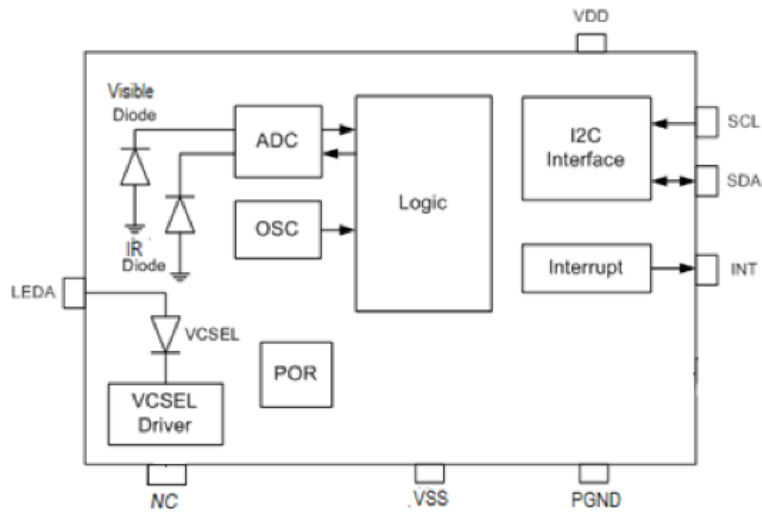 VDD
Visible
Diode
ADC
I2C
Interface
SCL
SDA
Logic
OSC
IR
Diode
Interrupt
INT
LEDA
VCSEL
POR
VCSEL
Driver
NC
.VSS
PGND